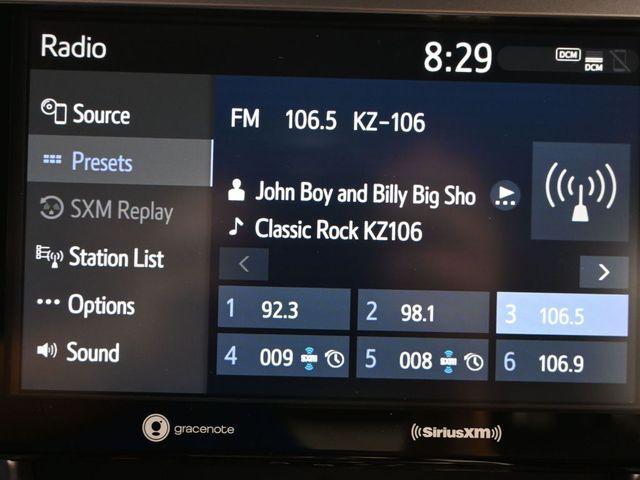 Radio
8:29
DCM
DCM
Source
FM 106.5 KZ-106
Presets
John Boy and Billy Big Sho
SXM Replay
Classic Rock KZ106
Station List
Options
1 92.3
2 98.1
3 106.5
Sound
4 009 SXM
5 008 SXM
6 106.9
gracenote
((SiriusXM))